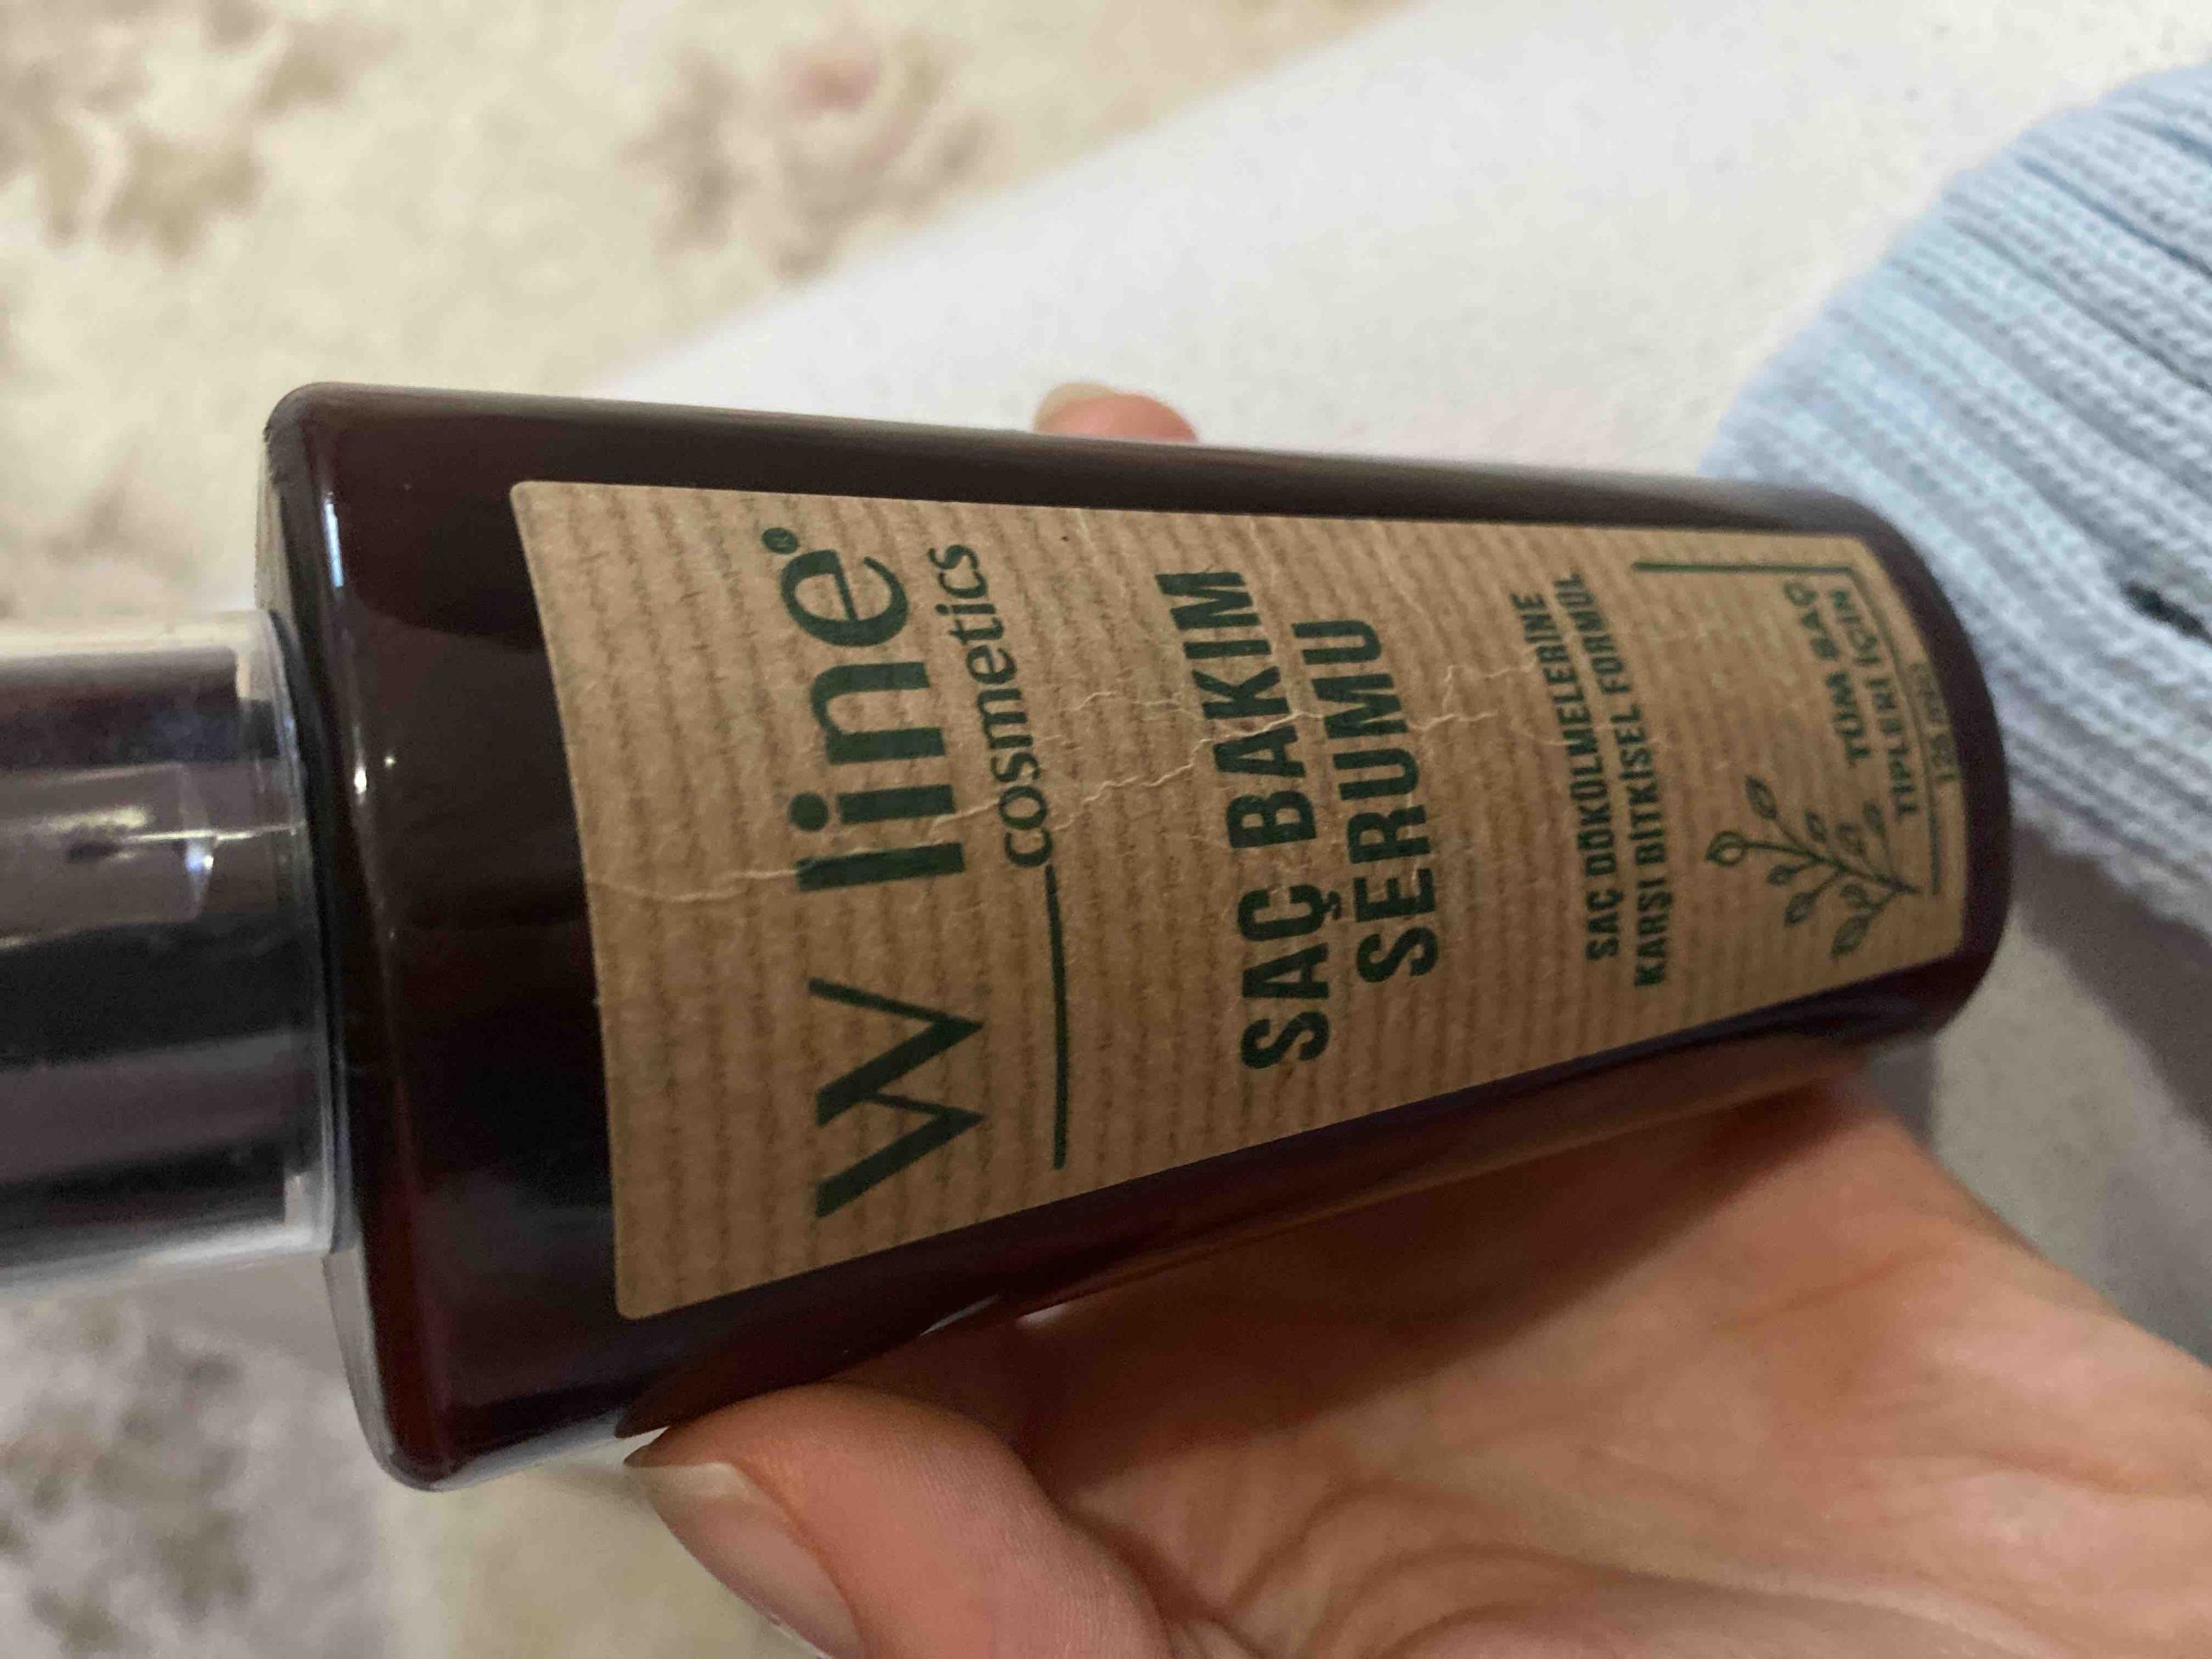 W line®
cosmetics
SAÇ BAKIM
SERUMU
SAÇ DÖKÜLMELERİNE
KARŞI BİTKİSEL FORMÜL
TÜM SAÇ
TİPLERİ İÇİN